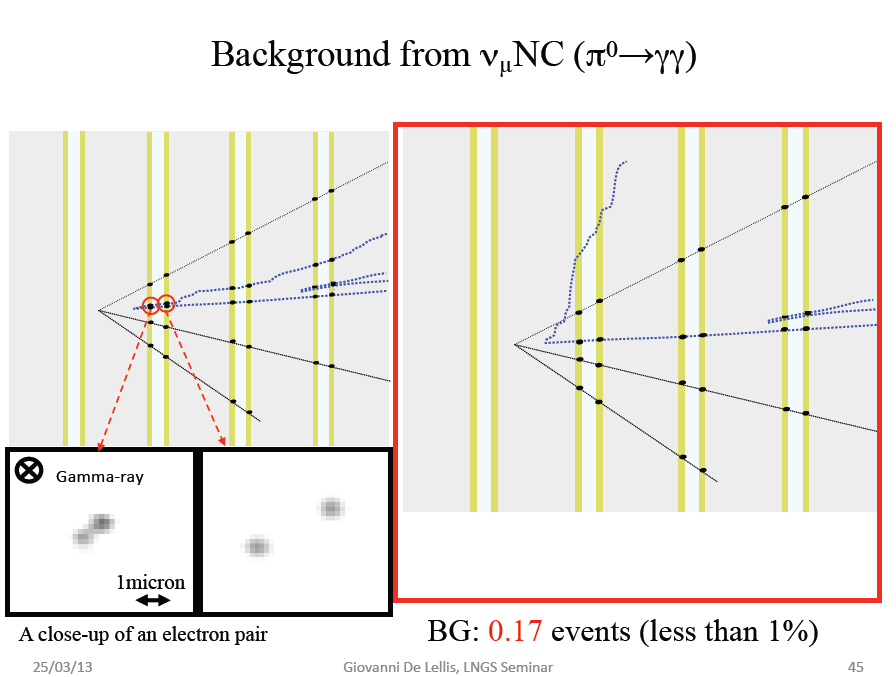 Background from νμNC (π⁰→γγ)
Gamma-ray
1micron
A close-up of an electron pair
BG: 0.17 events (less than 1%)
25/03/13
Giovanni De Lellis, LNGS Seminar
45